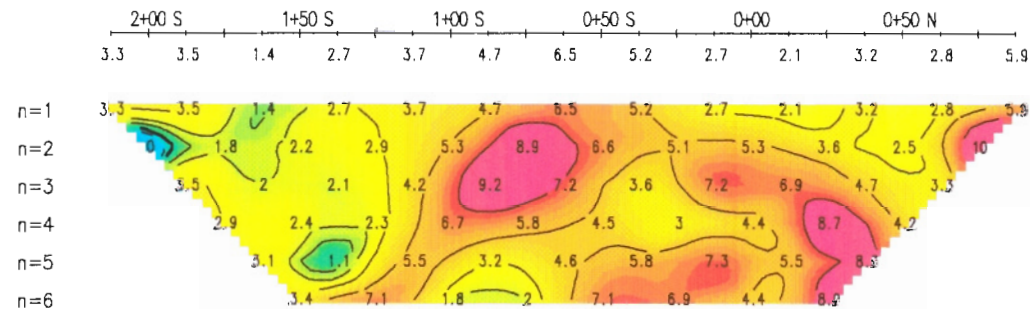 2+00 S 1+50 S 1+00 S 0+50 S 0+00 0+50 N
3.3 3.5 1.4 2.7 3.7 4.7 6.5 5.2 2.7 2.1 3.2 2.8 5.9
n=1 3.3 3.5 1.4 2.7 3.7 4.7 6.5 5.2 2.7 2.1 3.2 2.8 5.9
n=2 0 1.8 2.2 2.9 5.3 8.9 6.6 5.1 5.3 3.6 2.5 10
n=3 3.5 2 2.1 4.2 9.2 7.2 3.6 7.2 6.9 4.7 3.3
n=4 2.9 2.4 2.3 6.7 5.8 4.5 3 4.4 8.7 4.2
n=5 3.1 1.1 5.5 3.2 4.6 5.8 7.3 5.5
n=6 3.4 7.1 1.8 2 7.1 6.9 4.4 8.9